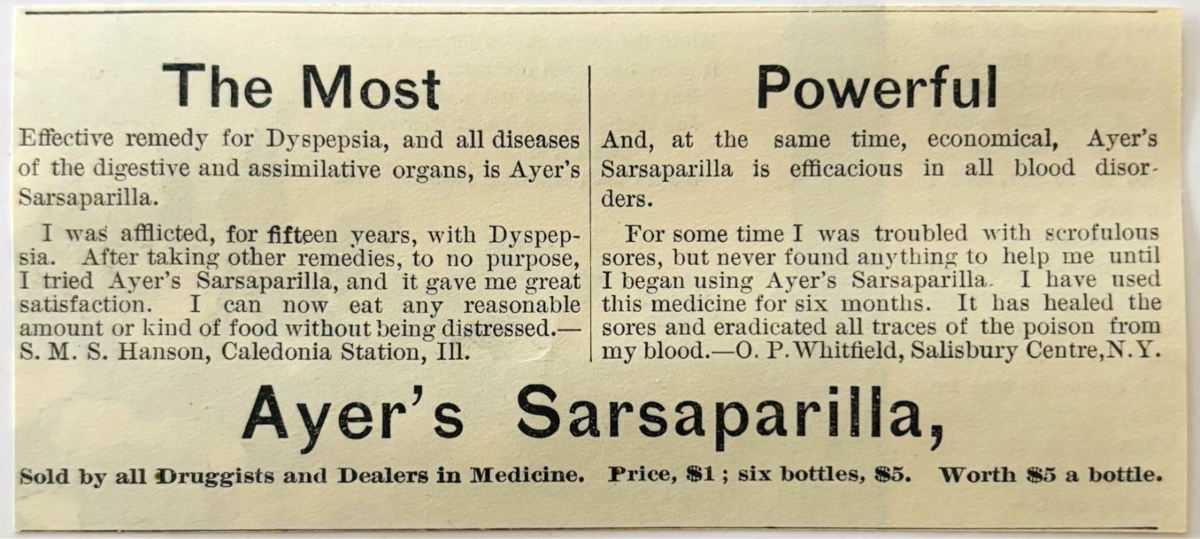 The Most
Effective remedy for Dyspepsia, and all diseases
of the digestive and assimilative organs, is Ayer's
Sarsaparilla.
I was afflicted, for fifteen years, with Dyspep-
sia. After taking other remedies, to no purpose,
I tried Ayer's Sarsaparilla, and it gave me great
satisfaction. I can now eat any reasonable
amount or kind of food without being distressed.—
S. M. S. Hanson, Caledonia Station, Ill.
Powerful
And, at the same time, economical, Ayer's
Sarsaparilla is efficacious in all blood disor-
ders.
For some time I was troubled with scrofulous
sores, but never found anything to help me until
I began using Ayer's Sarsaparilla. I have used
this medicine for six months. It has healed the
sores and eradicated all traces of the poison from
my blood.—O. P. Whitfield, Salisbury Centre, N. Y.
Ayer's Sarsaparilla,
Sold by all Druggists and Dealers in Medicine. Price, $1; six bottles, $5. Worth $5 a bottle.